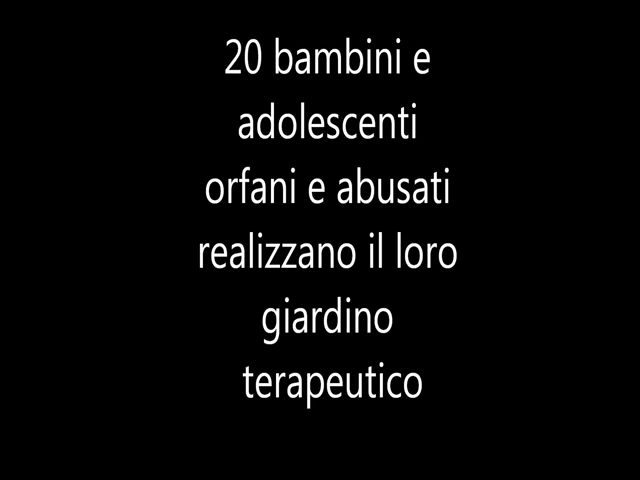 20 bambini e
adolescenti
orfani e abusati
realizzano il loro
giardino
terapeutico